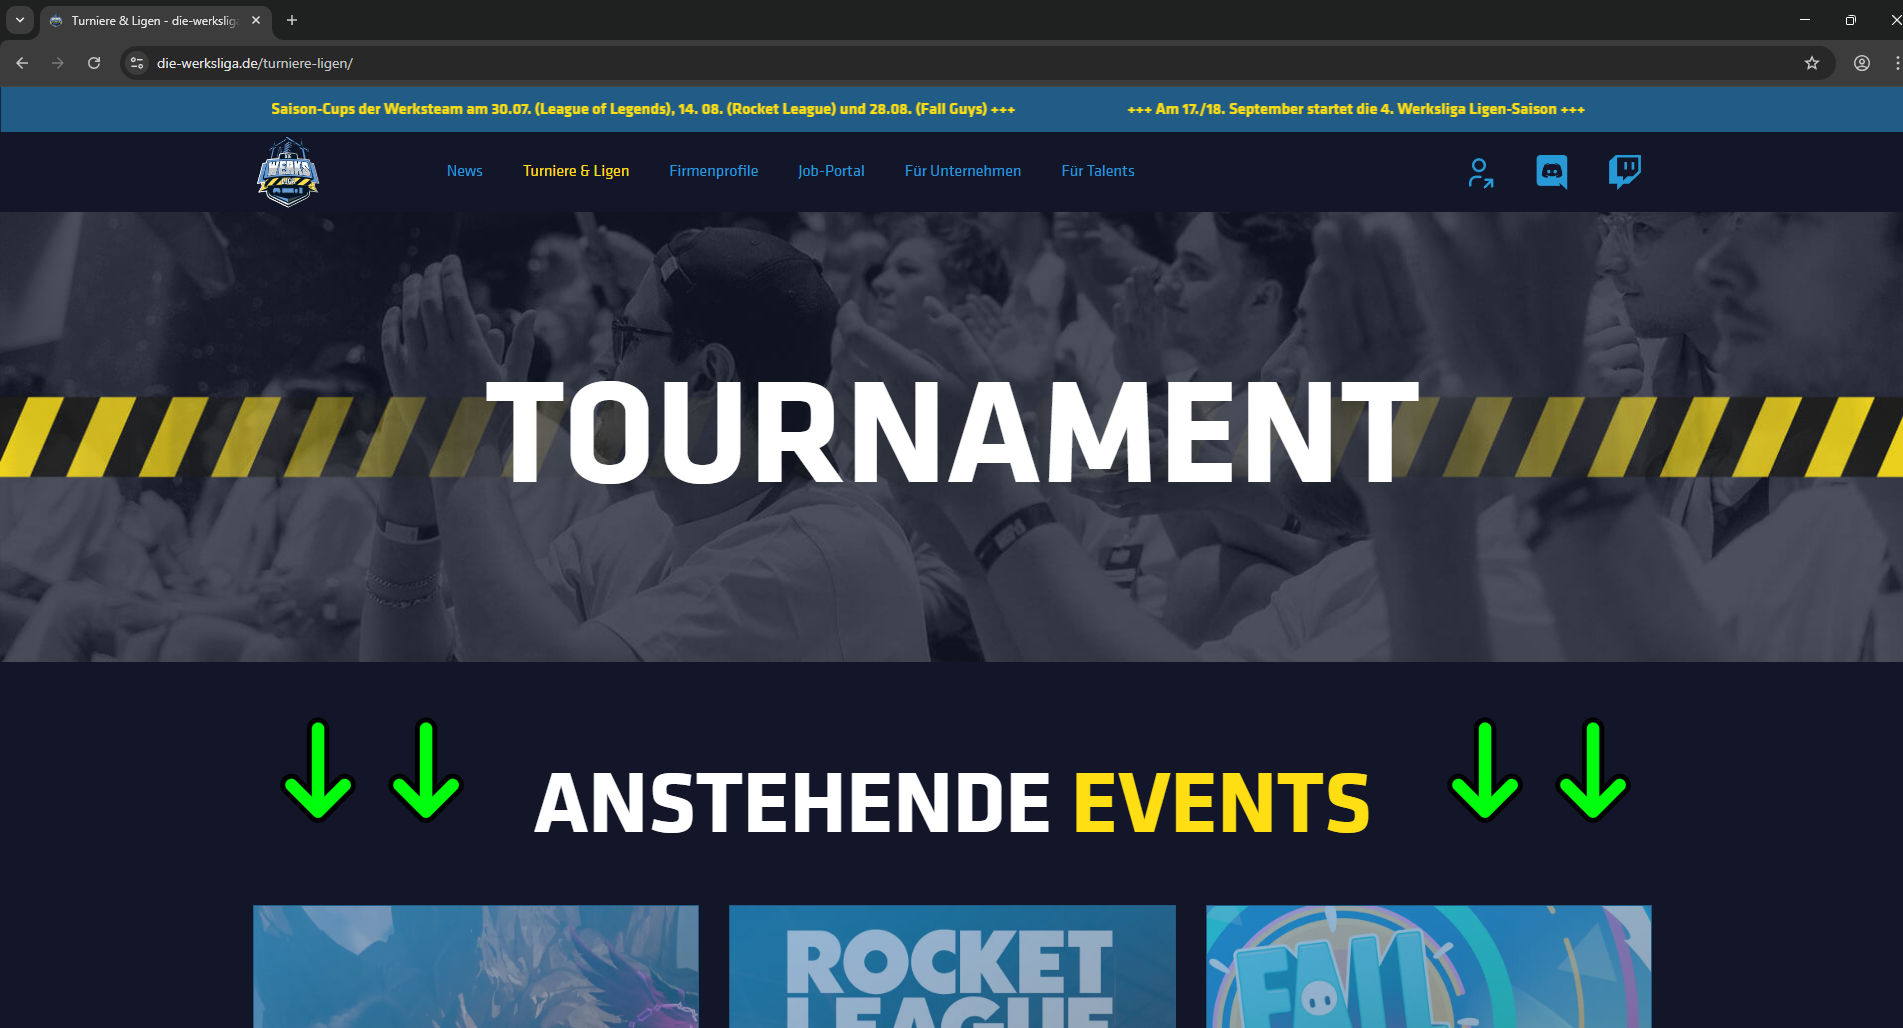 Turniere & Ligen - die-werkslig
die-werksliga.de/turniere-ligen/
Saison-Cups der Werksteam am 30.07. (League of Legends), 14. 08. (Rocket League) und 28.08. (Fall Guys) +++ +++ Am 17./18. September startet die 4. Werksliga Ligen-Saison +++
WERKS
News Turniere & Ligen Firmenprofile Job-Portal Für Unternehmen Für Talents
TOURNAMENT
ANSTEHENDE EVENTS
ROCKET
LEAGUE
FALL